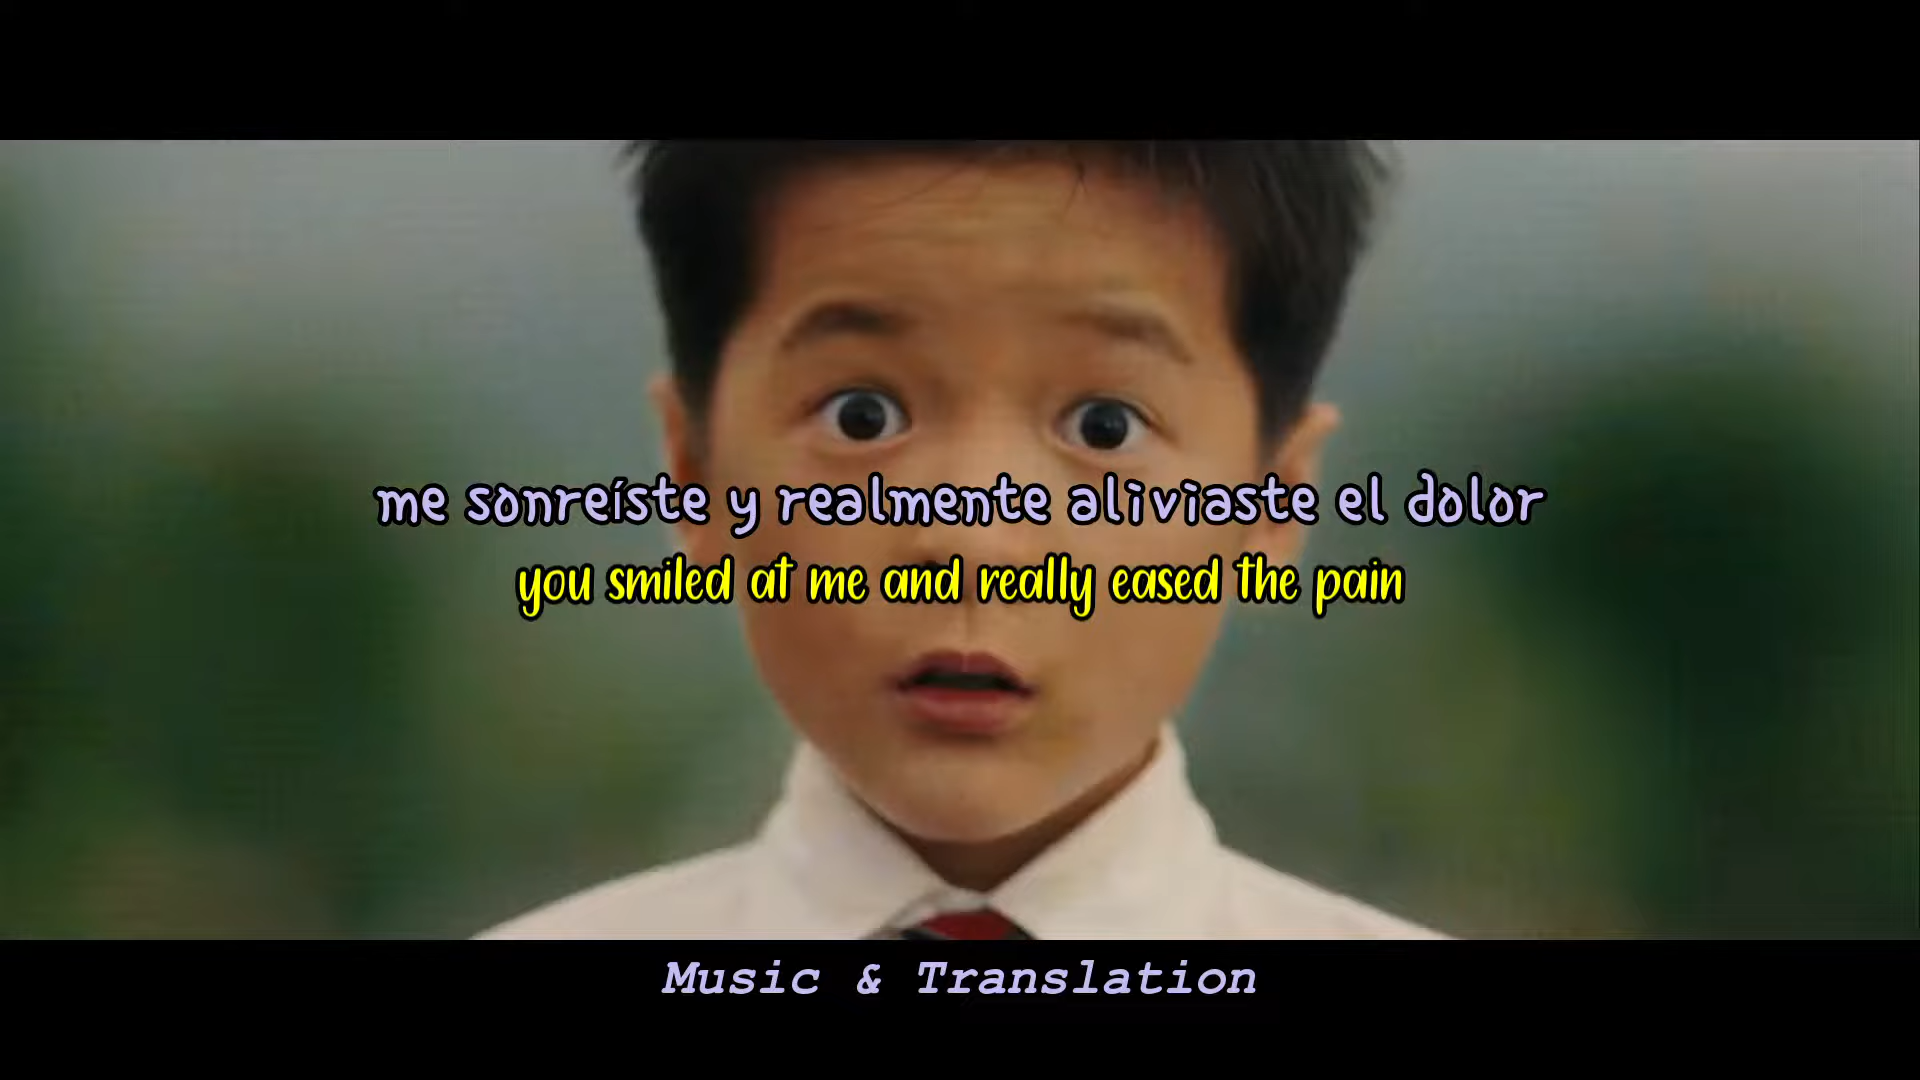 me sonreíste y realmente aliviaste el dolor
you smiled at me and really eased the pain
Music & Translation